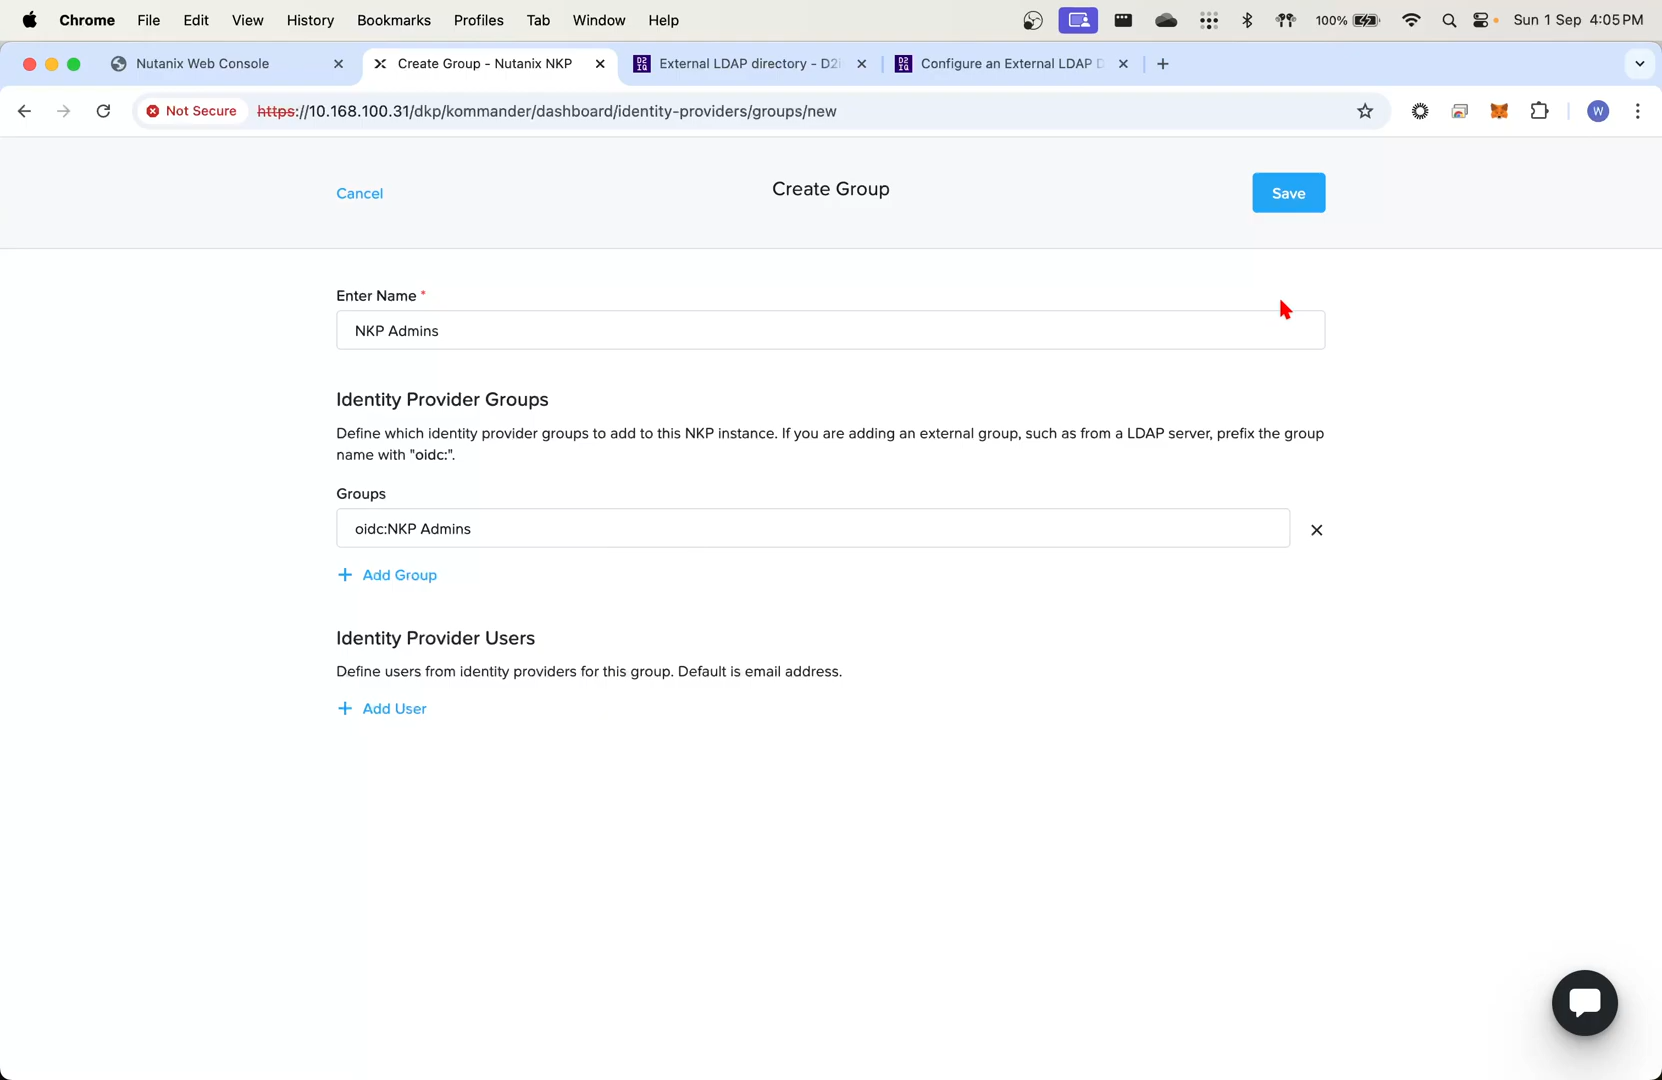 Chrome File Edit View History Bookmarks Profiles Tab Window Help 100% Sun 1 Sep 4:05 PM
Nutanix Web Console Create Group - Nutanix NKP External LDAP directory - D2i Configure an External LDAP D
Not Secure https://10.168.100.31/dkp/kommander/dashboard/identity-providers/groups/new W
Cancel Create Group Save
Enter Name *
NKP Admins
Identity Provider Groups
Define which identity provider groups to add to this NKP instance. If you are adding an external group, such as from a LDAP server, prefix the group
name with "oidc:".
Groups
oidc:NKP Admins
+ Add Group
Identity Provider Users
Define users from identity providers for this group. Default is email address.
+ Add User